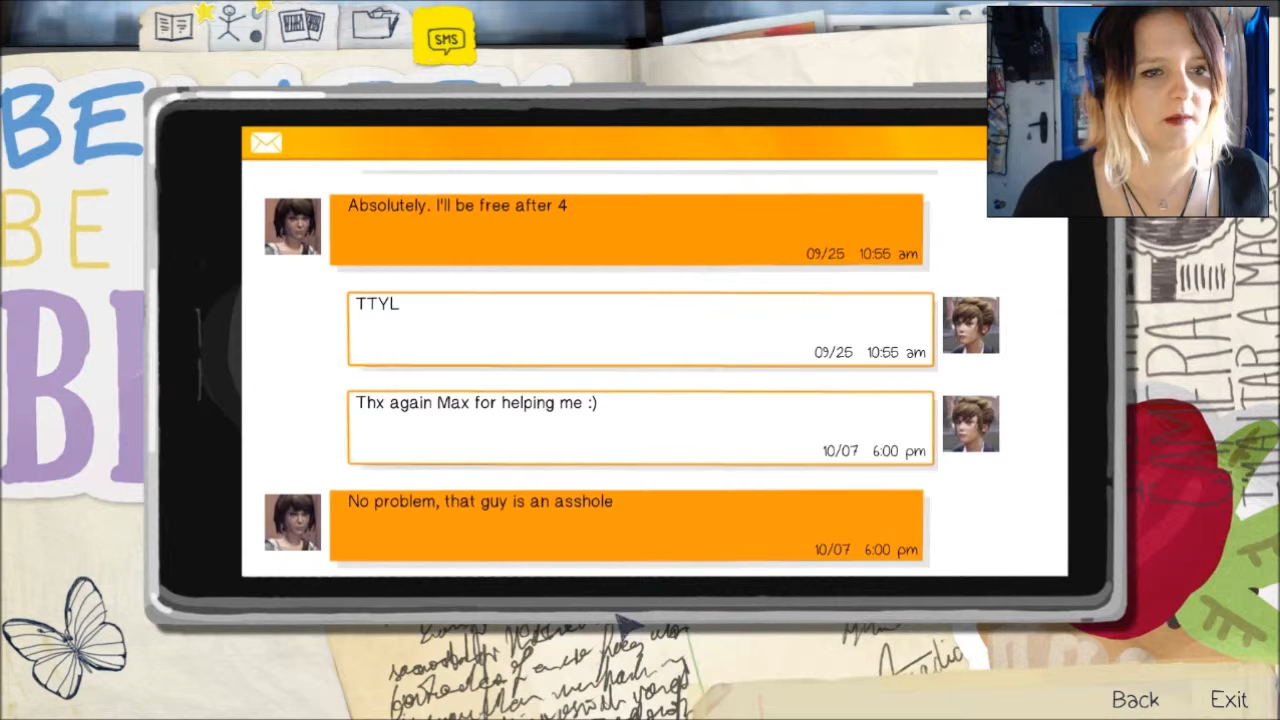 SMS
BE
BE
Absolutely. I'll be free after 4
09/25 10:55 am
TTYL
09/25 10:55 am
Thx again Max for helping me :)
10/07 6:00 pm
No problem, that guy is an asshole
10/07 6:00 pm
CAMERA
Back
Exit